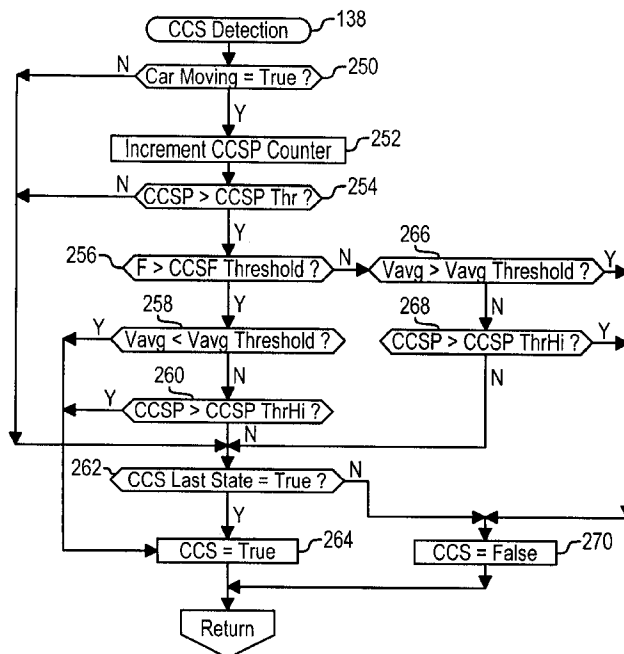 CCS Detection
138
N
Car Moving = True ?
250
Y
Increment CCSP Counter
252
N
CCSP > CCSP Thr ?
254
Y
256
F > CCSF Threshold ?
N
266
Vavg > Vavg Threshold ?
Y
Y
258
N
Y
Vavg < Vavg Threshold ?
268
CCSP > CCSP ThrHi ?
Y
N
260
N
Y
CCSP > CCSP ThrHi ?
N
262
CCS Last State = True ?
N
Y
CCS = True
264
CCS = False
270
Return